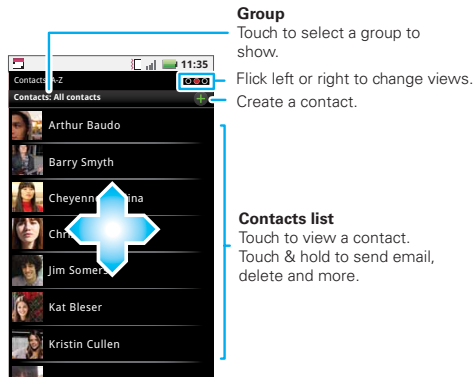 Group
Touch to select a group to
show.
11:35
Contacts: A-Z
Flick left or right to change views.
Contacts: All contacts
Create a contact.
Arthur Baudo
Barry Smyth
Contacts list
Touch to view a contact.
Touch & hold to send email,
delete and more.
Jim Somers
Kat Bleser
Kristin Cullen